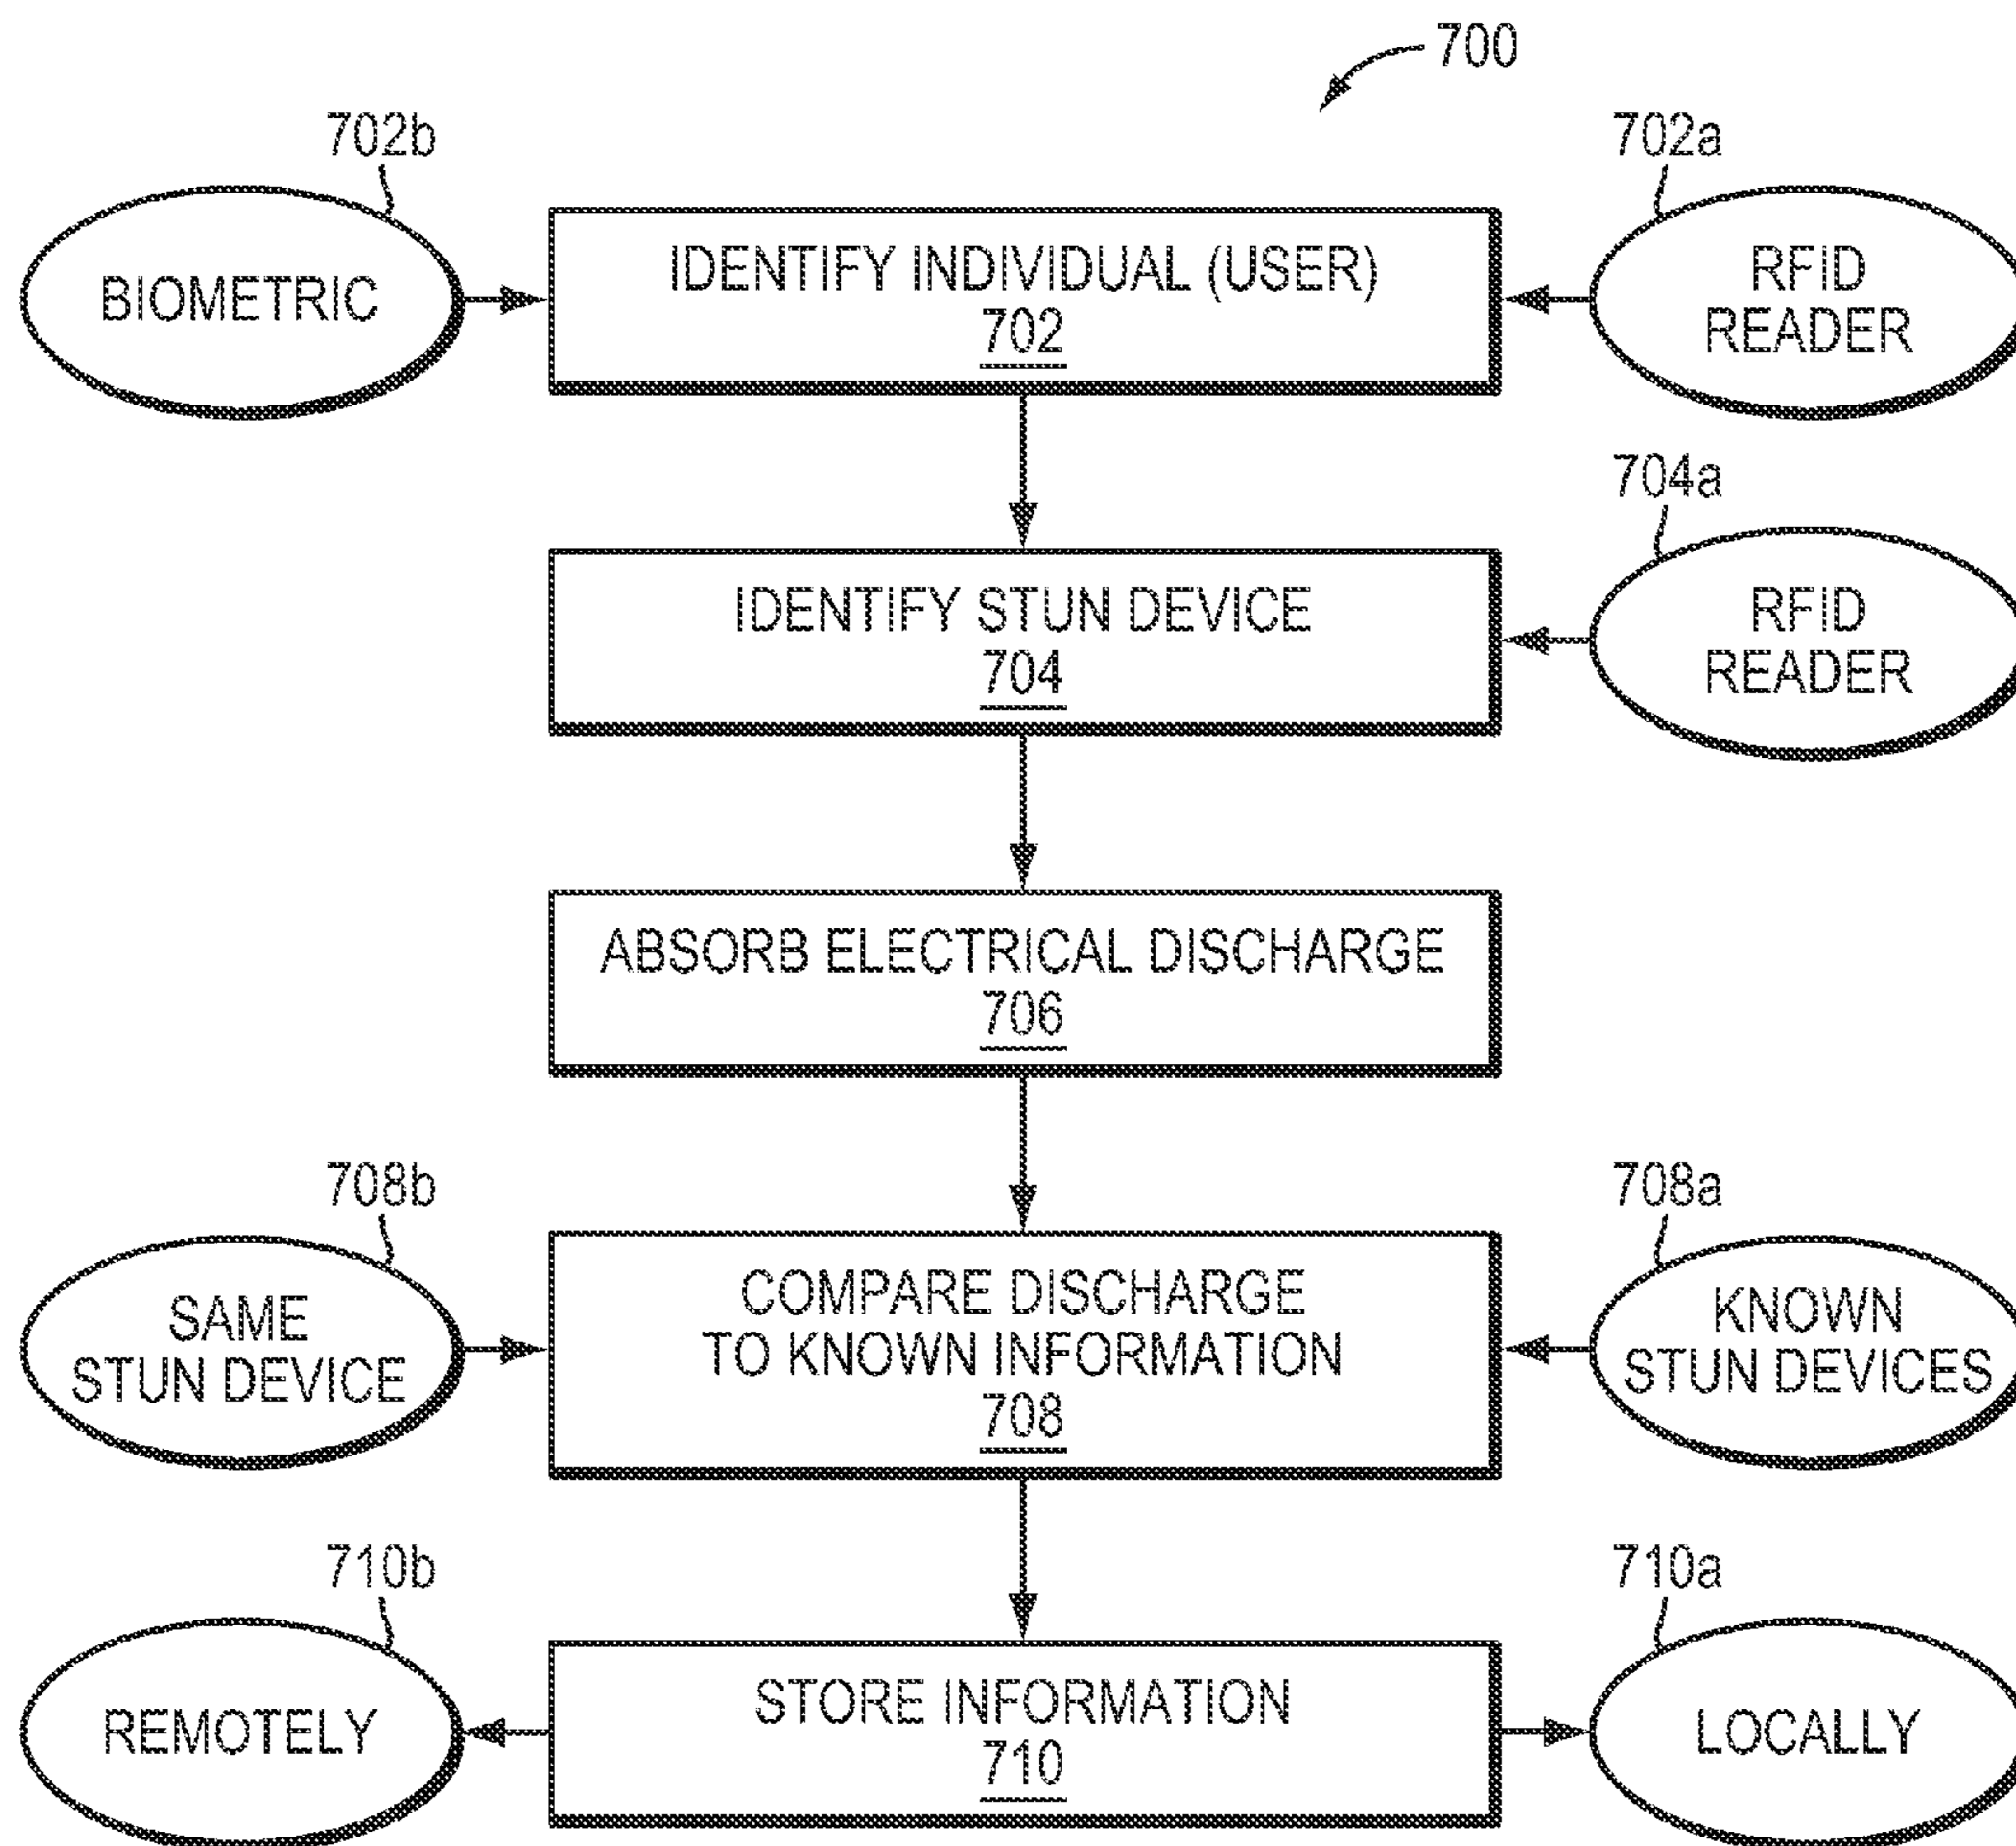 700
702b
702a
BIOMETRIC
IDENTIFY INDIVIDUAL (USER)
702
RFID
READER
704a
IDENTIFY STUN DEVICE
704
RFID
READER
ABSORB ELECTRICAL DISCHARGE
706
708b
708a
SAME
STUN DEVICE
COMPARE DISCHARGE
TO KNOWN INFORMATION
708
KNOWN
STUN DEVICES
710b
710a
REMOTELY
STORE INFORMATION
710
LOCALLY